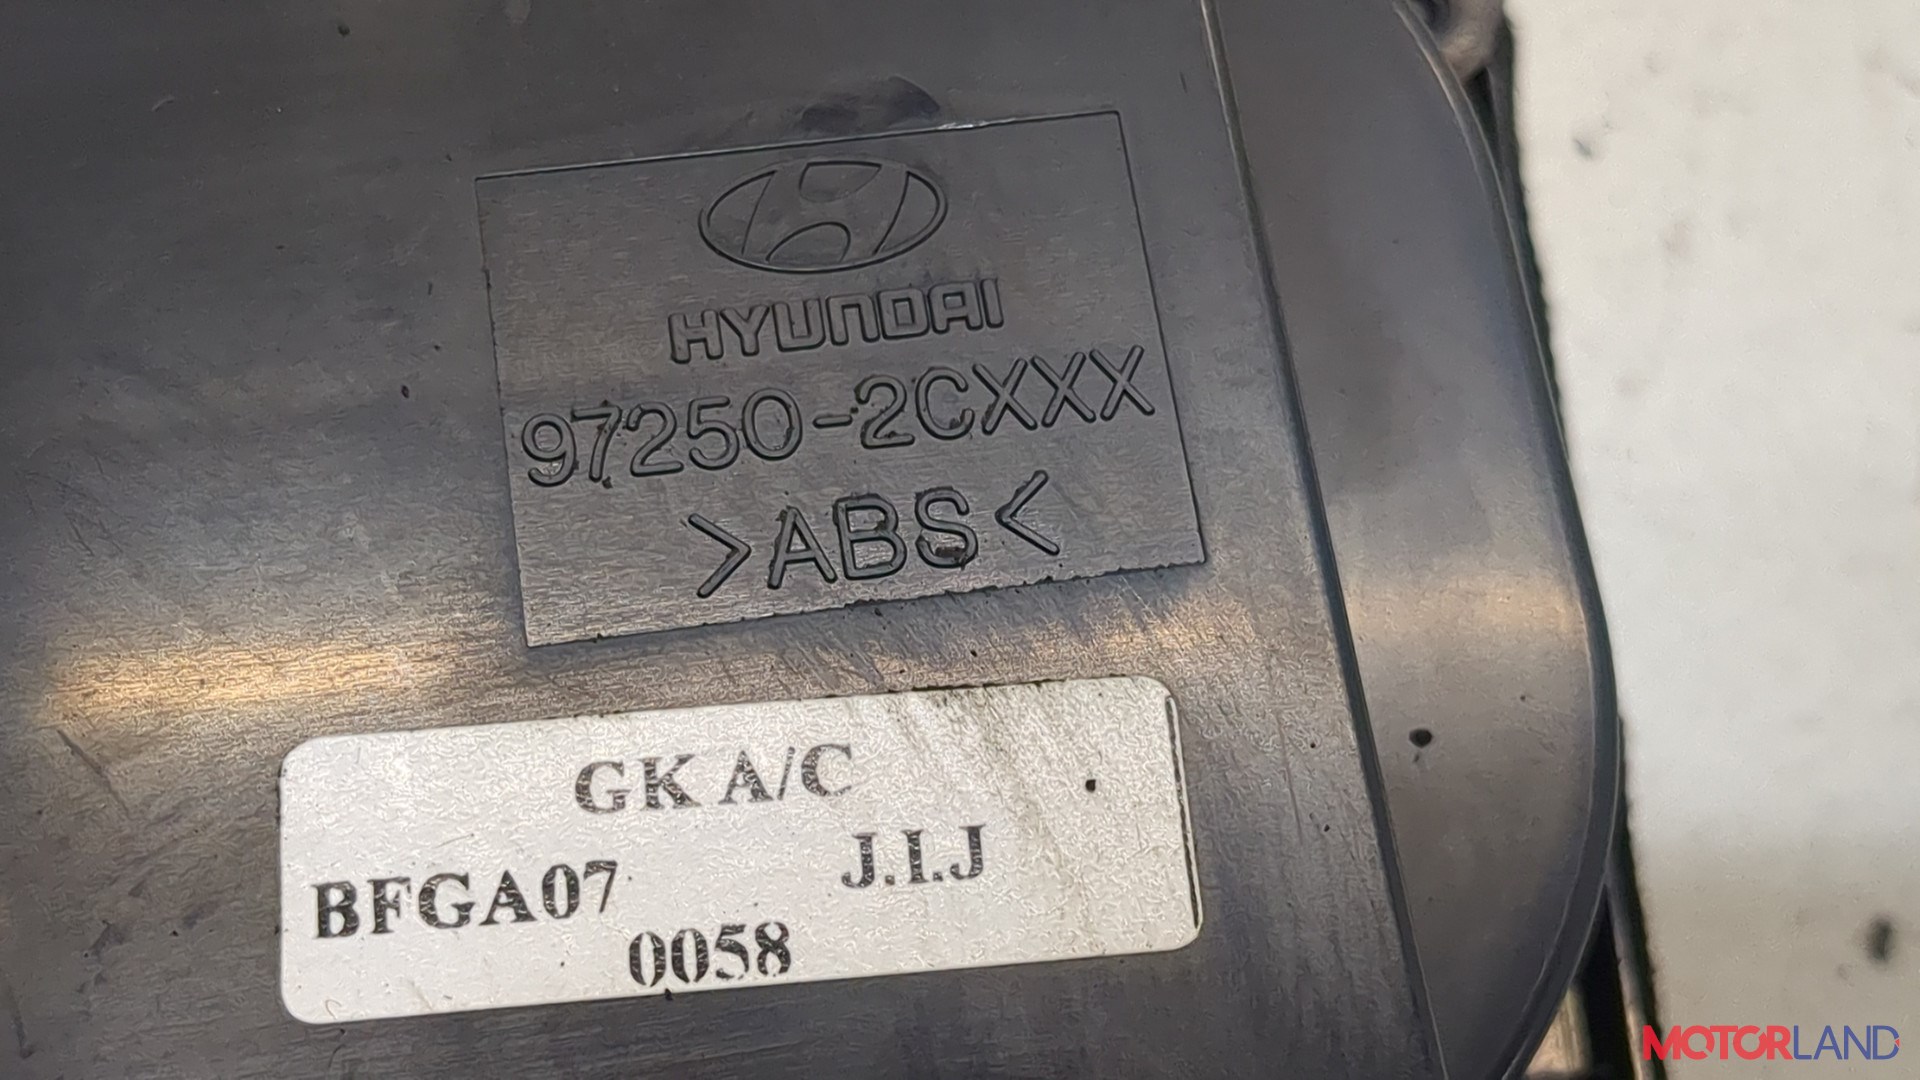 HYUNDAI
97250-2CXXX
>ABS<
GK A/C
BFGA07 J.I.J
0058
MOTORLAND